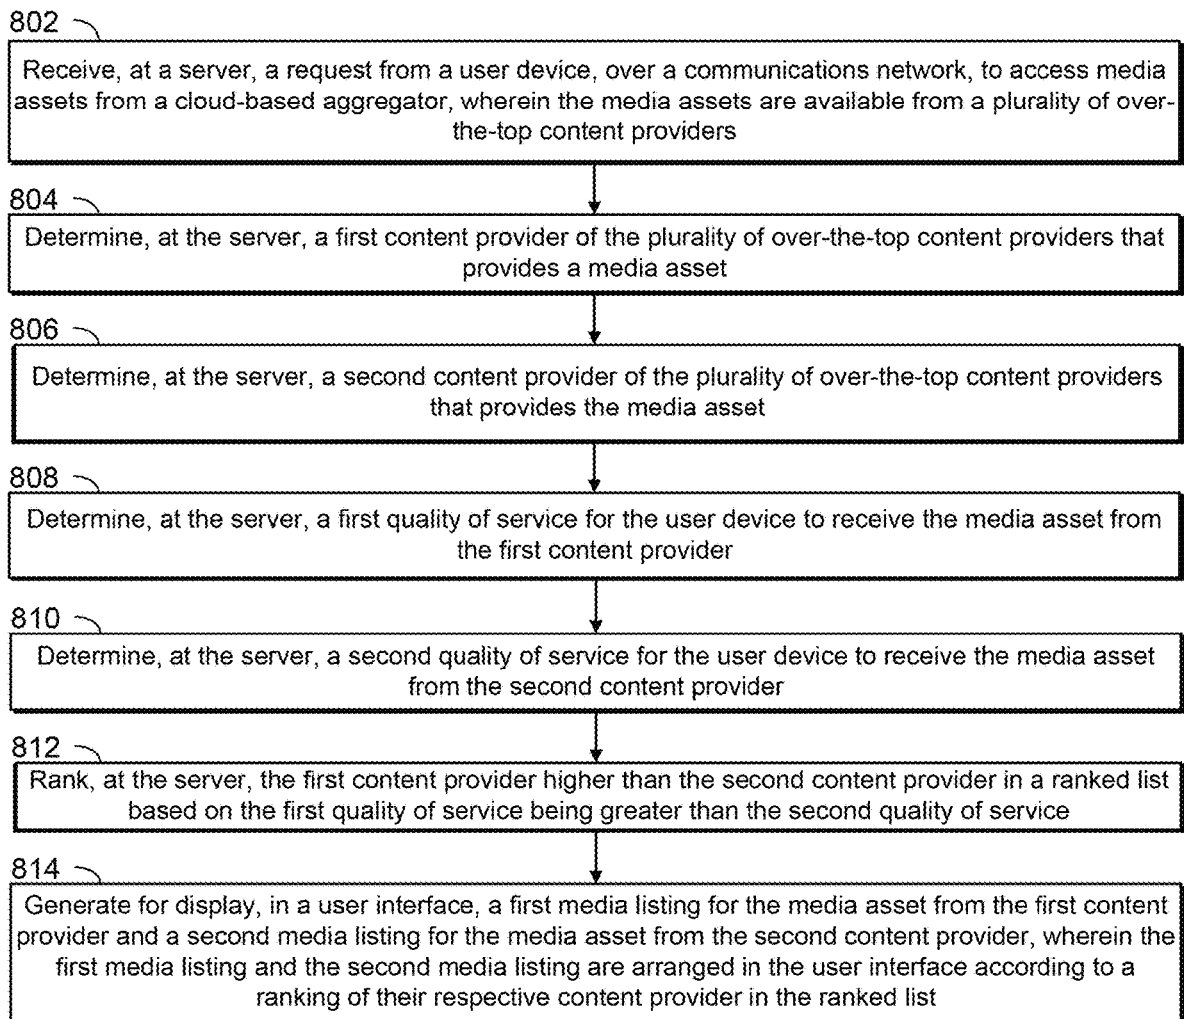 802
Receive, at a server, a request from a user device, over a communications network, to access media
assets from a cloud-based aggregator, wherein the media assets are available from a plurality of over-
the-top content providers
804
Determine, at the server, a first content provider of the plurality of over-the-top content providers that
provides a media asset
806
Determine, at the server, a second content provider of the plurality of over-the-top content providers
that provides the media asset
808
Determine, at the server, a first quality of service for the user device to receive the media asset from
the first content provider
810
Determine, at the server, a second quality of service for the user device to receive the media asset
from the second content provider
812
Rank, at the server, the first content provider higher than the second content provider in a ranked list
based on the first quality of service being greater than the second quality of service
814
Generate for display, in a user interface, a first media listing for the media asset from the first content
provider and a second media listing for the media asset from the second content provider, wherein the
first media listing and the second media listing are arranged in the user interface according to a
ranking of their respective content provider in the ranked list